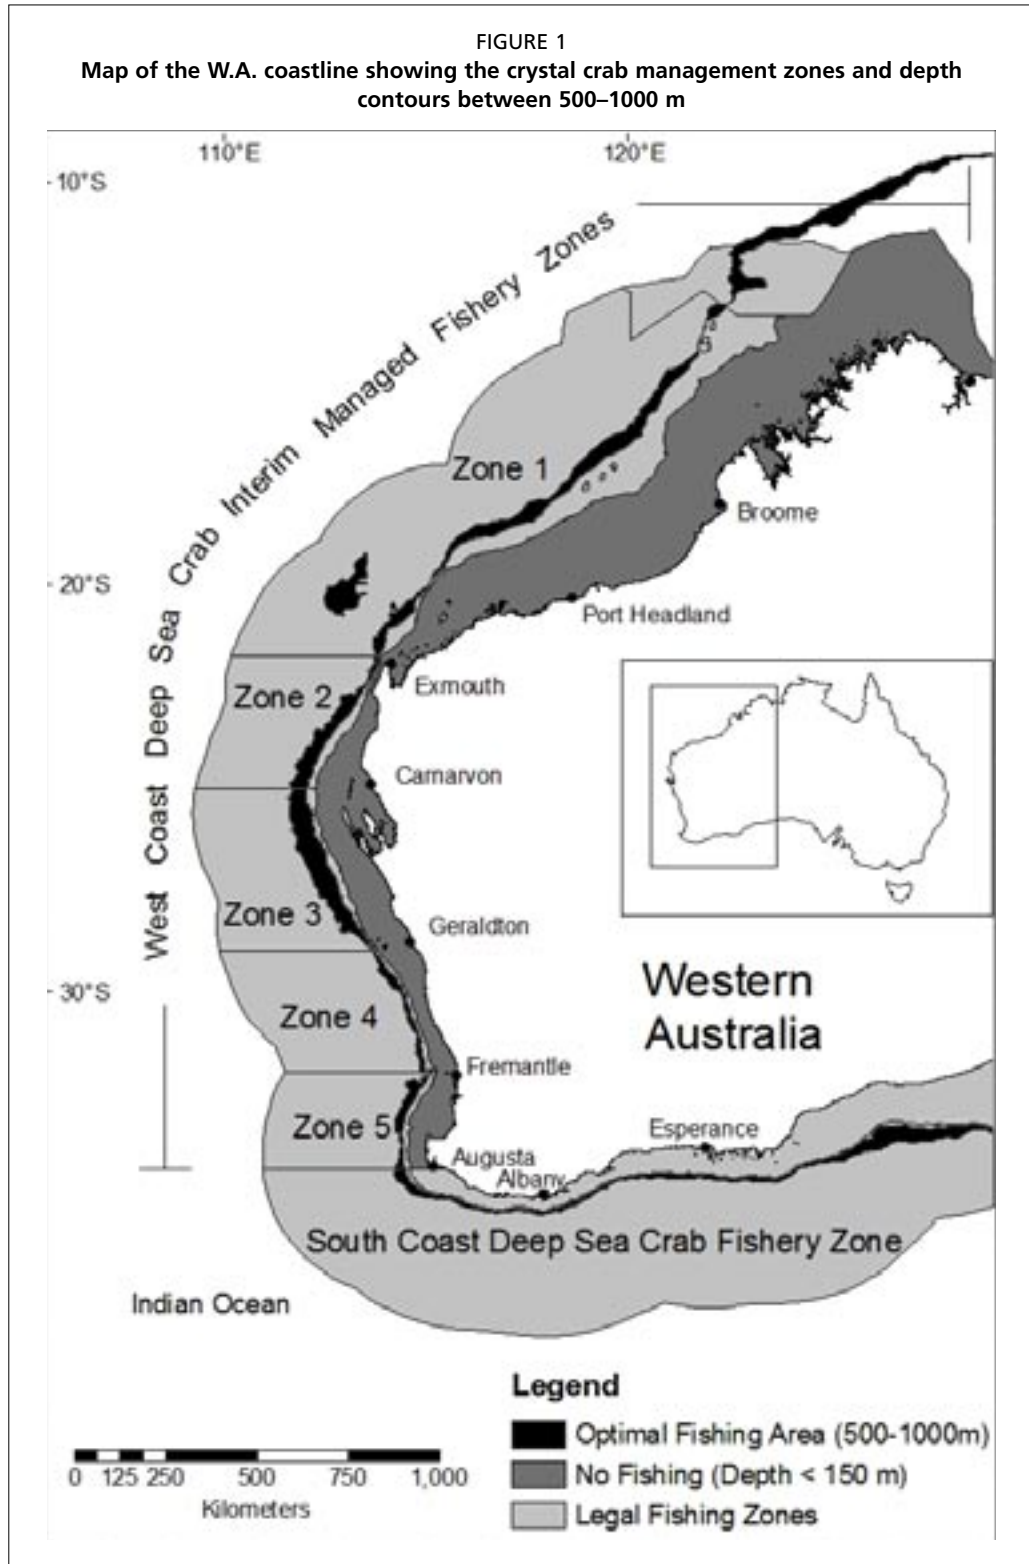 FIGURE 1
Map of the W.A. coastline showing the crystal crab management zones and depth
contours between 500–1000 m
110°E
120°E
10°S
West Coast Deep Sea Crab Interim Managed Fishery Zones
Zone 1
Broome
20°S
Port Headland
Exmouth
Zone 2
Carnarvon
Zone 3
Geraldton
30°S
Western
Australia
Zone 4
Fremantle
Zone 5
Esperance
Augusta
Albany
South Coast Deep Sea Crab Fishery Zone
Indian Ocean
Legend
Optimal Fishing Area (500-1000m)
No Fishing (Depth < 150 m)
Legal Fishing Zones
0 125 250 500 750 1,000
Kilometers